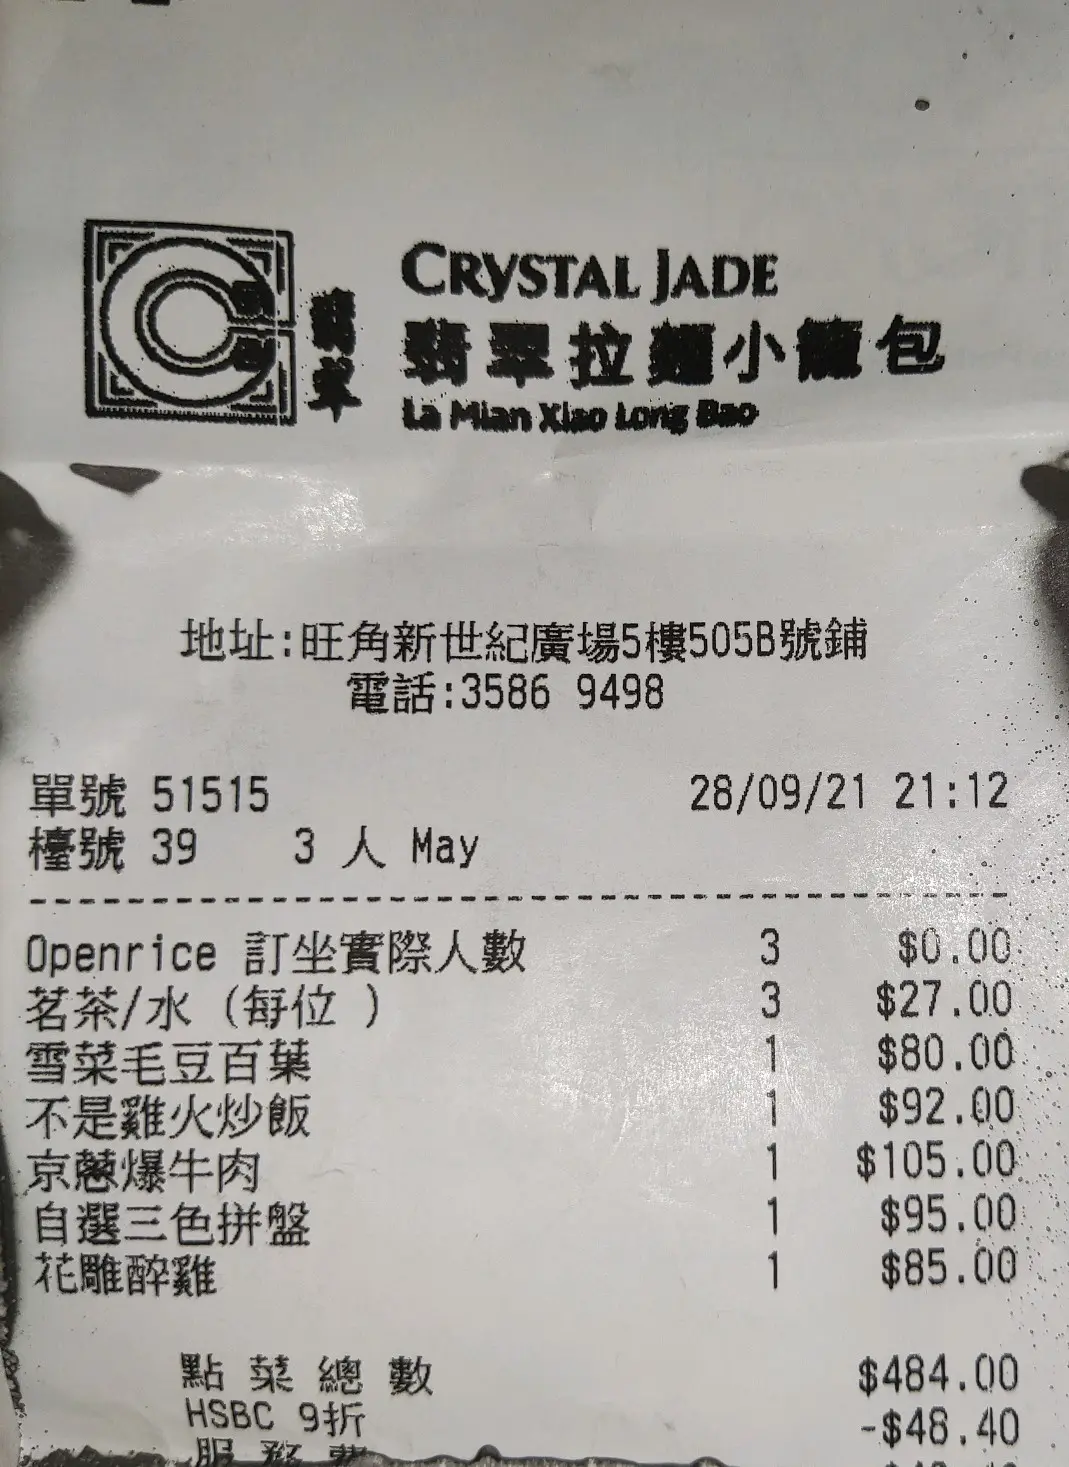 翡翠
CRYSTAL JADE
翡翠拉麵小籠包
La Mian Xiao Long Bao
地址:旺角新世紀廣場5樓505B號鋪
電話:3586 9498
單號 51515 28/09/21 21:12
檯號 39 3 人 May
Openrice 訂坐實際人數 3 $0.00
茗茶/水 (每位 ) 3 $27.00
雪菜毛豆百葉 1 $80.00
不是雞火炒飯 1 $92.00
京蔥爆牛肉 1 $105.00
自選三色拼盤 1 $95.00
花雕醉雞 1 $85.00
點 菜 總 數 $484.00
HSBC 9折 -$48.40
服 務 費